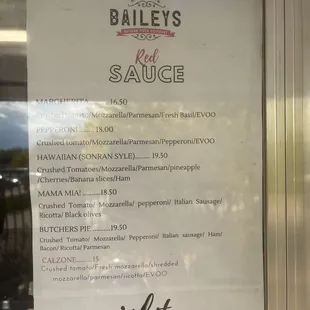 BAILEYS
Red
SAUCE
MARGHERITA..........16.50
Tomato/Mozzarella/Parmesan/Fresh Basil/EVOO
PEPPERONI........18.00
Crushed tomato/Mozzarella/Parmesan/Pepperoni/EVOO
HAWAIIAN (SONRAN SYLE)........19.50
Crushed Tomatoes/Mozzarella/Parmesan/pineapple
/Cherries/Banana slices/Ham
MAMA MIA!..........18.50
Crushed Tomato/ Mozzarella/ pepperoni/ Italian Sausage/
Ricotta/ Black olives
BUTCHERS PIE..........19.50
Crushed Tomato/ Mozzarella/ Pepperoni/ Italian sausage/ Ham/
Bacon/ Ricotta/ Parmesan
CALZONE........15
Crushed tomato/Fresh mozzarella/shredded
mozzarella/parmesan/ricotta/EVOO